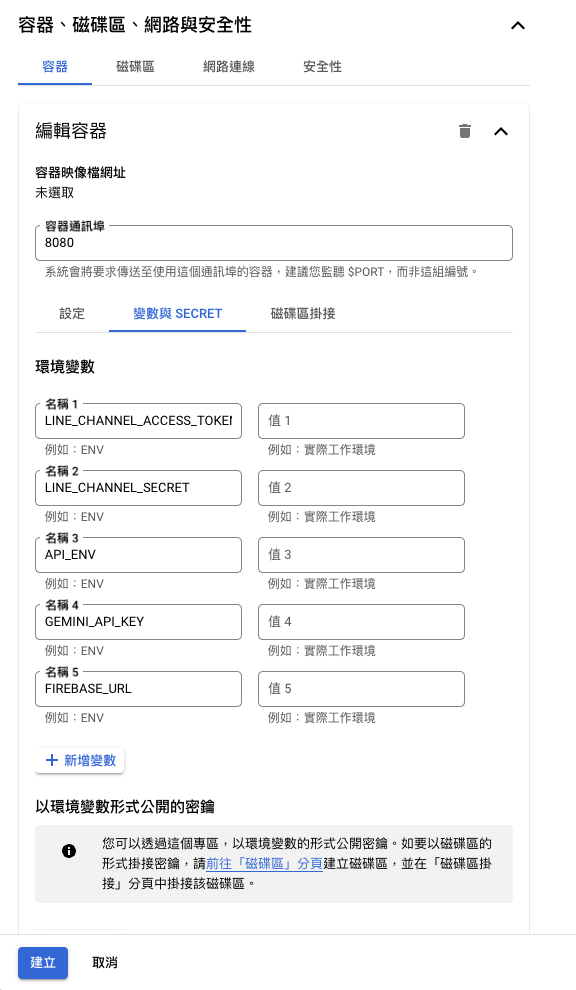 容器、磁碟區、網路與安全性
容器 磁碟區 網路連線 安全性
編輯容器
容器映像檔網址
未選取
容器通訊埠
8080
系統會將要求傳送至使用這個通訊埠的容器，建議您監聽 $PORT，而非這組編號。
設定 變數與 SECRET 磁碟區掛接
環境變數
名稱 1
LINE_CHANNEL_ACCESS_TOKEN 值 1
例如：ENV 例如：實際工作環境
名稱 2
LINE_CHANNEL_SECRET 值 2
例如：ENV 例如：實際工作環境
名稱 3
API_ENV 值 3
例如：ENV 例如：實際工作環境
名稱 4
GEMINI_API_KEY 值 4
例如：ENV 例如：實際工作環境
名稱 5
FIREBASE_URL 值 5
例如：ENV 例如：實際工作環境
新增變數
以環境變數形式公開的密鑰
您可以透過這個專區，以環境變數的形式公開密鑰。如要以磁碟區的
形式掛接密鑰，請前往「磁碟區」分頁建立磁碟區，並在「磁碟區掛
接」分頁中掛接該磁碟區。
建立 取消